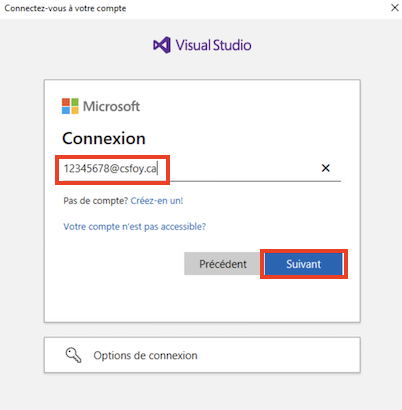 Connectez-vous à votre compte
Visual Studio
Microsoft
Connexion
12345678@csfoy.ca
Pas de compte? Créez-en un!
Votre compte n'est pas accessible?
Précédent Suivant
Options de connexion